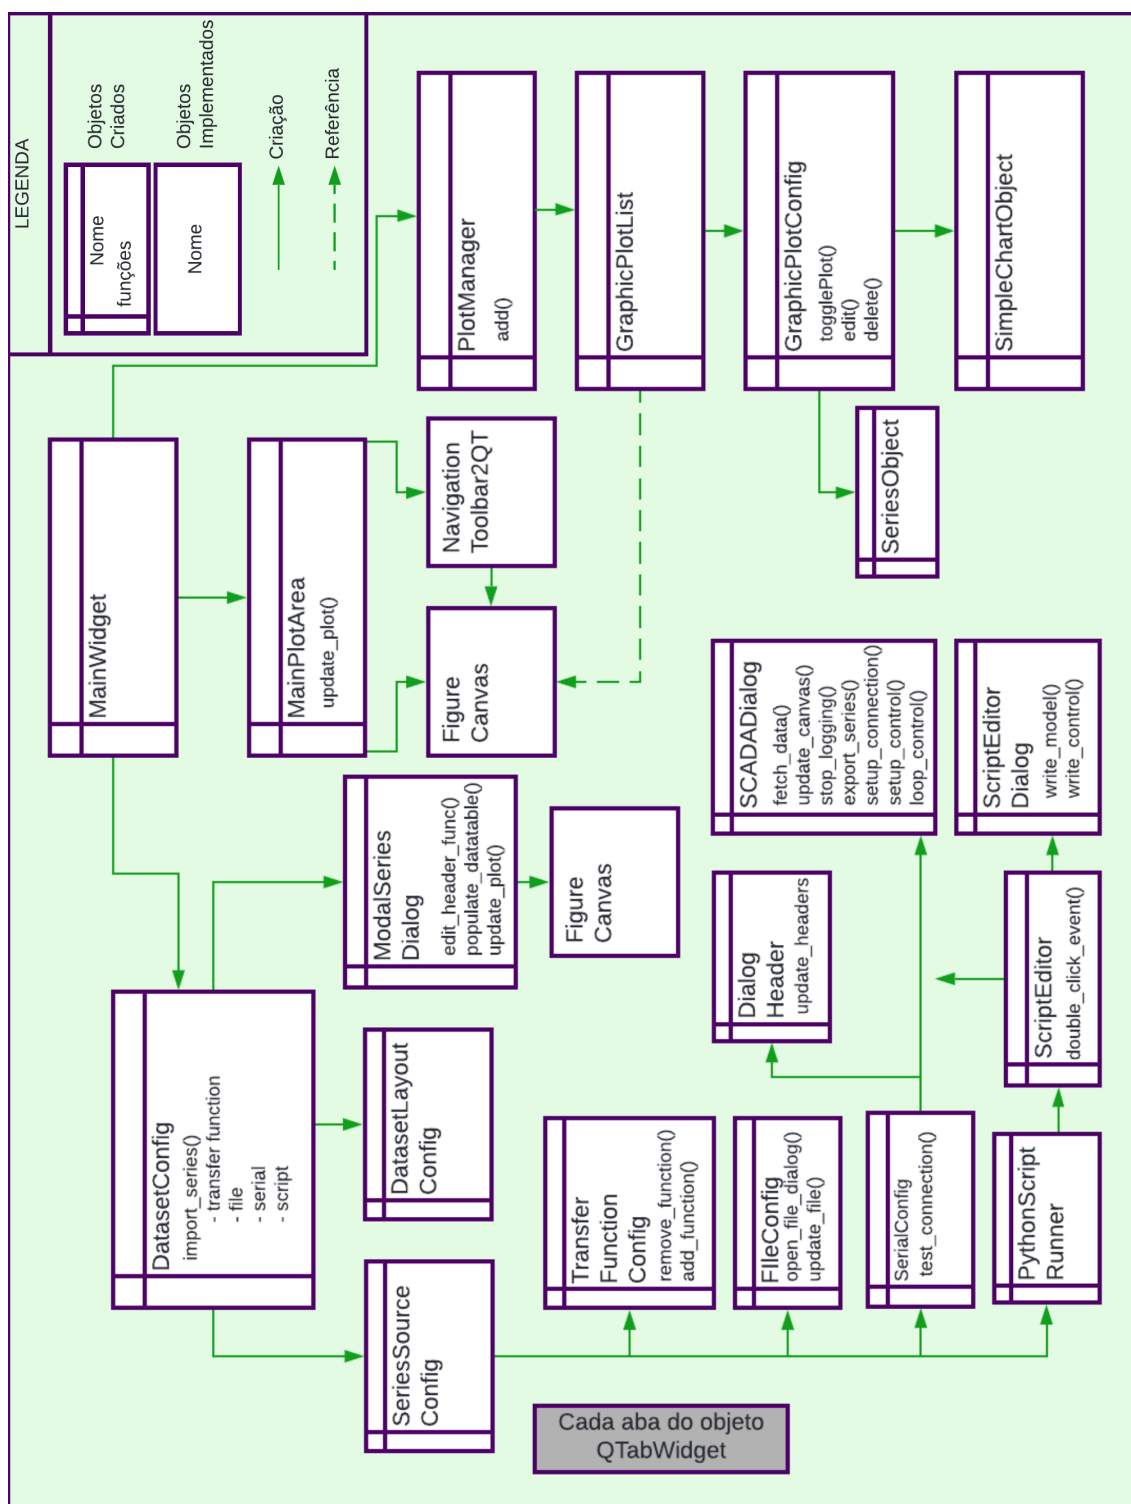 LEGENDA
Nome
funções
Objetos
Criados
Nome
Objetos
Implementados
Criação
Referência
MainWidget
DatasetConfig
import_series()
- transfer function
- file
- serial
- script
MainPlotArea
update_plot()
PlotManager
add()
SeriesSource
Config
DatasetLayout
Config
ModalSeries
Dialog
edit_header_func()
populate_datatable()
update_plot()
Figure
Canvas
Navigation
Toolbar2QT
GraphicPlotList
Figure
Canvas
Transfer
Function
Config
remove_function()
add_function()
FIleConfig
open_file_dialog()
update_file()
SerialConfig
test_connection()
PythonScript
Runner
Dialog
Header
update_headers
SCADADialog
fetch_data()
update_canvas()
stop_logging()
export_series()
setup_connection()
setup_control()
loop_control()
ScriptEditor
double_click_event()
ScriptEditor
Dialog
write_model()
write_control()
GraphicPlotConfig
togglePlot()
edit()
delete()
SeriesObject
SimpleChartObject
Cada aba do objeto
QTabWidget